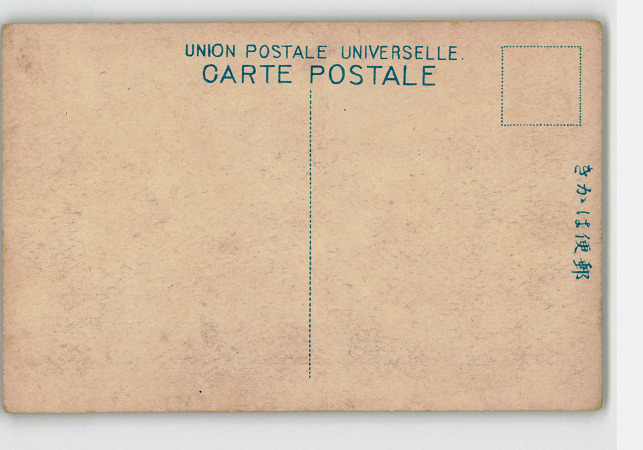 UNION POSTALE UNIVERSELLE.
CARTE POSTALE
きかは便郵